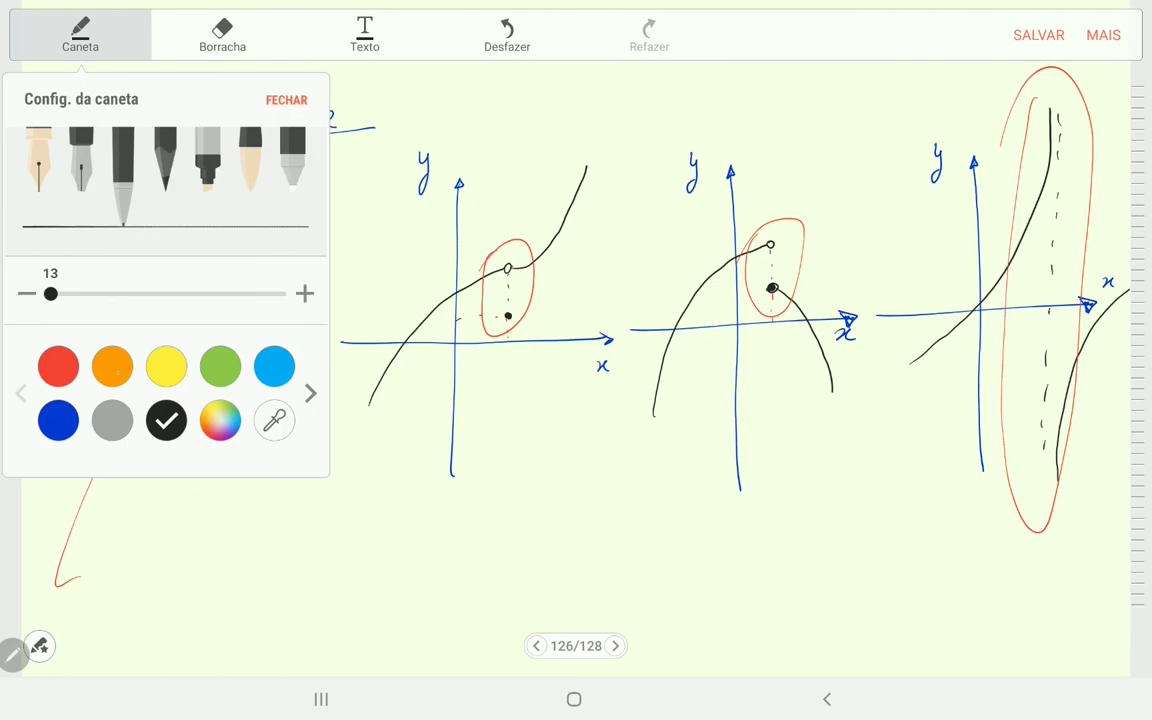 Caneta
Borracha
Texto
Desfazer
Refazer
SALVAR
MAIS
Config. da caneta
FECHAR
13
y
x
y
x
y
x
126/128